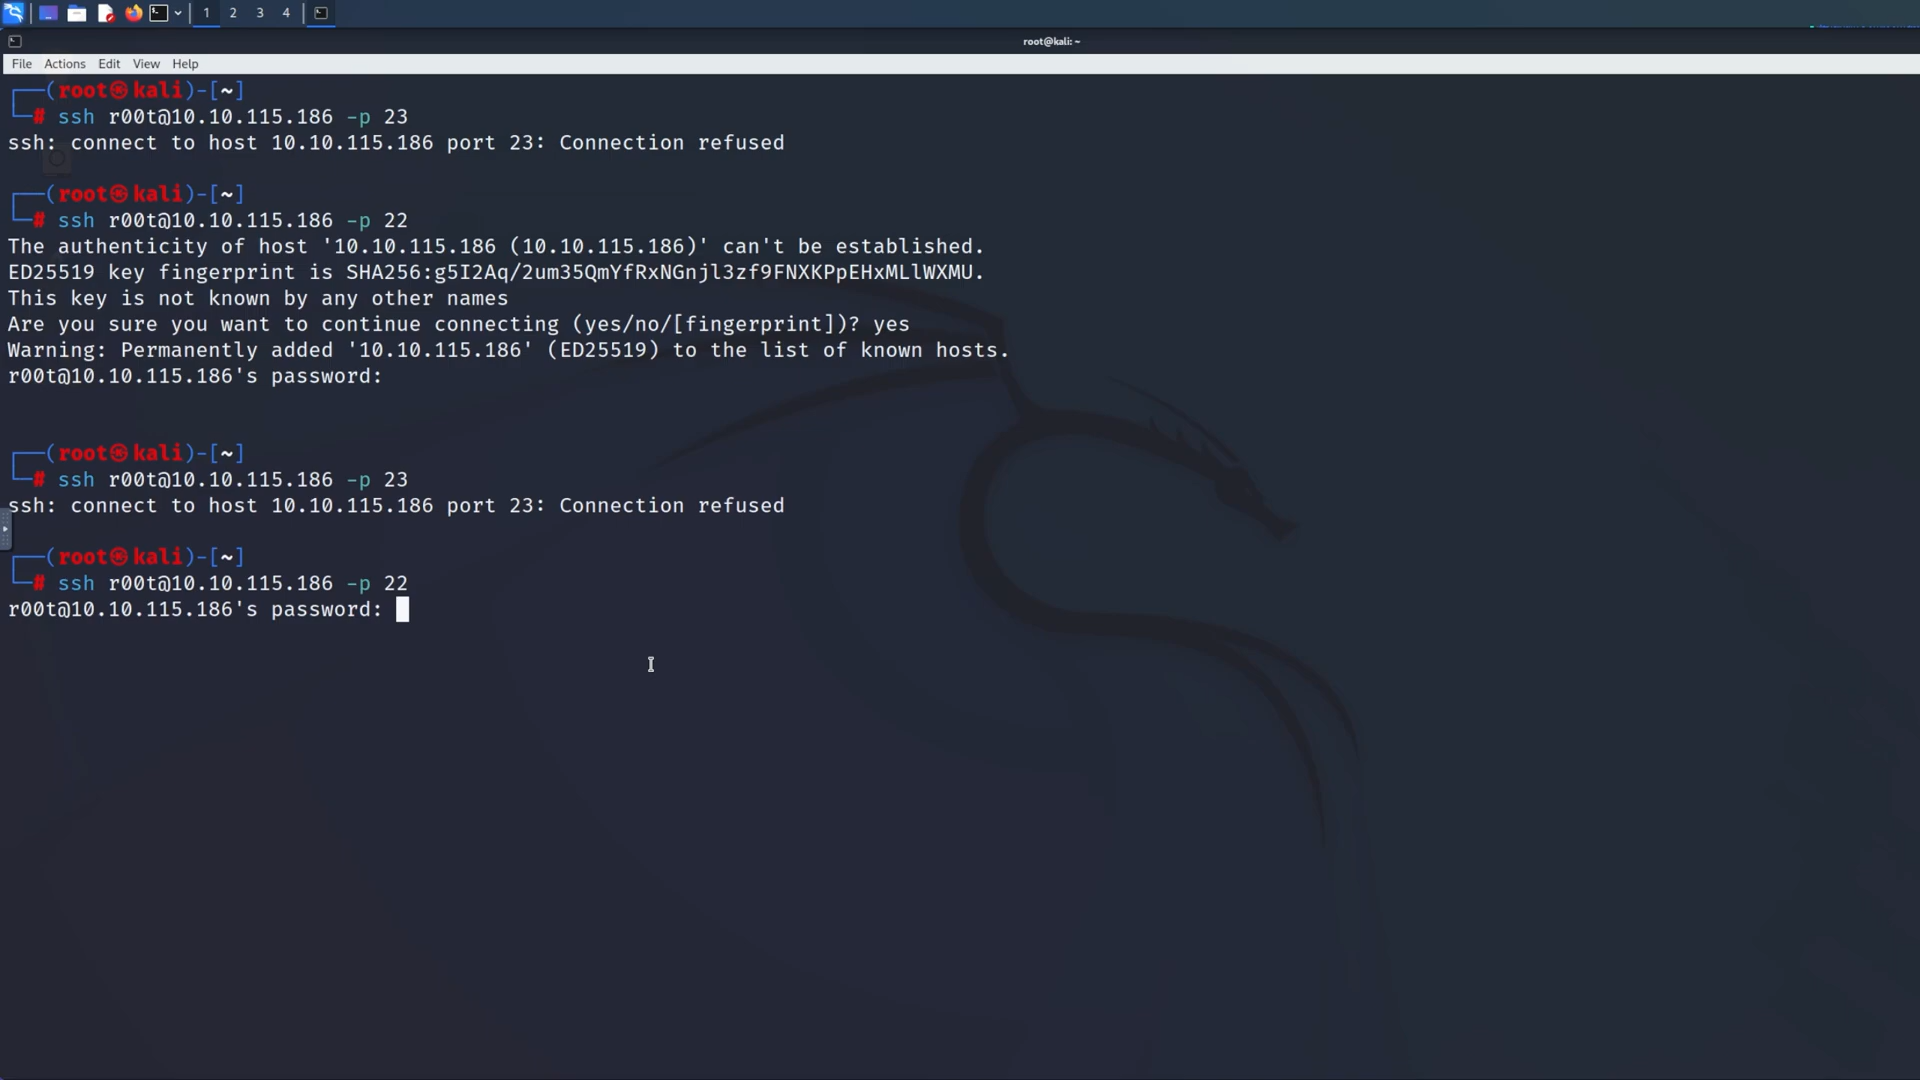 1 2 3 4
root@kali: ~
File Actions Edit View Help
┌──(root㉿kali)-[~]
└─# ssh r00t@10.10.115.186 -p 23
ssh: connect to host 10.10.115.186 port 23: Connection refused
┌──(root㉿kali)-[~]
└─# ssh r00t@10.10.115.186 -p 22
The authenticity of host '10.10.115.186 (10.10.115.186)' can't be established.
ED25519 key fingerprint is SHA256:g5I2Aq/2um35QmYfRxNGnjl3zf9FNXKPpEHxMLlWXMU.
This key is not known by any other names
Are you sure you want to continue connecting (yes/no/[fingerprint])? yes
Warning: Permanently added '10.10.115.186' (ED25519) to the list of known hosts.
r00t@10.10.115.186's password:
┌──(root㉿kali)-[~]
└─# ssh r00t@10.10.115.186 -p 23
ssh: connect to host 10.10.115.186 port 23: Connection refused
┌──(root㉿kali)-[~]
└─# ssh r00t@10.10.115.186 -p 22
r00t@10.10.115.186's password: